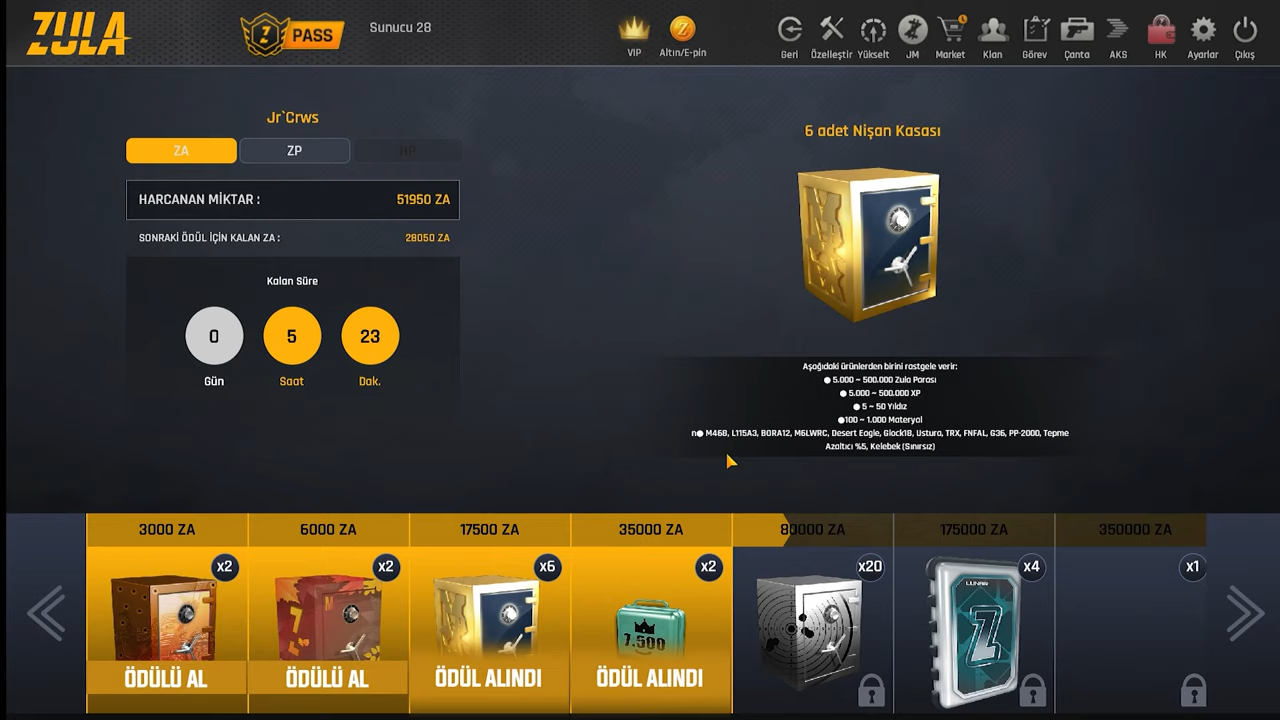 ZULA
PASS
Sunucu 28
VIP
Altın/E-pin
Geri
Özelleştir
Yükselt
JM
Market
Klan
Görev
Çanta
AKS
HK
Ayarlar
Çıkış
Jr`Crws
ZA
ZP
HP
HARCANAN MİKTAR :
51950 ZA
SONRAKİ ÖDÜL İÇİN KALAN ZA :
28050 ZA
Kalan Süre
0
5
23
Gün
Saat
Dak.
6 adet Nişan Kasası
Aşağıdaki ürünlerden birini rastgele verir:
● 5.000 ~ 500.000 Zula Parası
● 5.000 ~ 500.000 XP
● 5 ~ 50 Yıldız
●100 ~ 1.000 Materyal
n● M46B, L115A3, BORA12, M6LWRC, Desert Eagle, Glock18, Ustura, TRX, FNFAL, G36, PP-2000, Tepme
Azaltıcı %5, Kelebek (Sınırsız)
3000 ZA
6000 ZA
17500 ZA
35000 ZA
80000 ZA
175000 ZA
350000 ZA
x2
x2
x6
x2
x20
x4
x1
7
M
7.500
LUNAR
Z
ÖDÜLÜ AL
ÖDÜLÜ AL
ÖDÜL ALINDI
ÖDÜL ALINDI